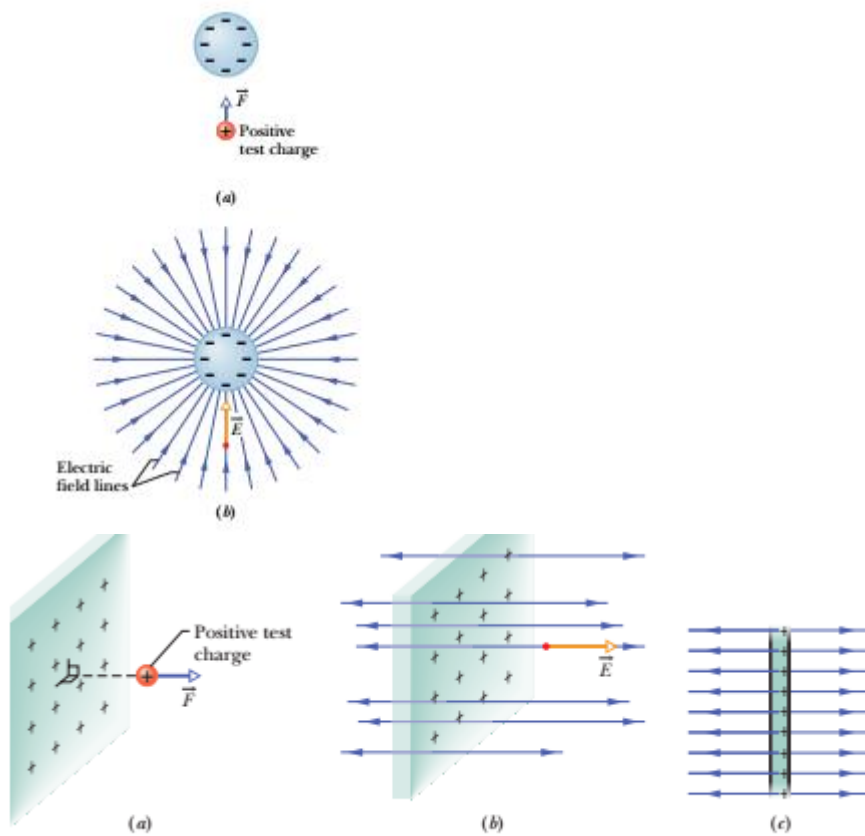 F
Positive
test charge
(a)
E
Electric
field lines
(b)
Positive test
charge
F
(a)
E
(b)
(c)